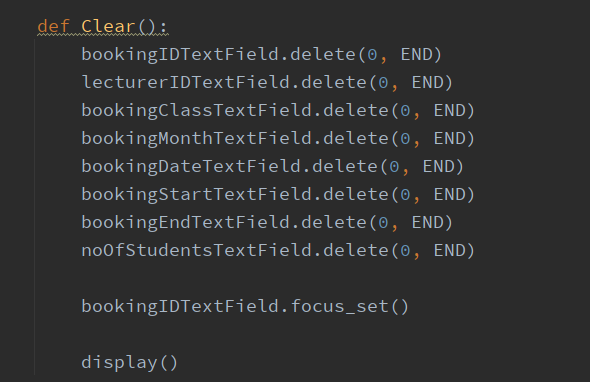 def Clear():
    bookingIDTextField.delete(0, END)
    lecturerIDTextField.delete(0, END)
    bookingClassTextField.delete(0, END)
    bookingMonthTextField.delete(0, END)
    bookingDateTextField.delete(0, END)
    bookingStartTextField.delete(0, END)
    bookingEndTextField.delete(0, END)
    noOfStudentsTextField.delete(0, END)

    bookingIDTextField.focus_set()

    display()